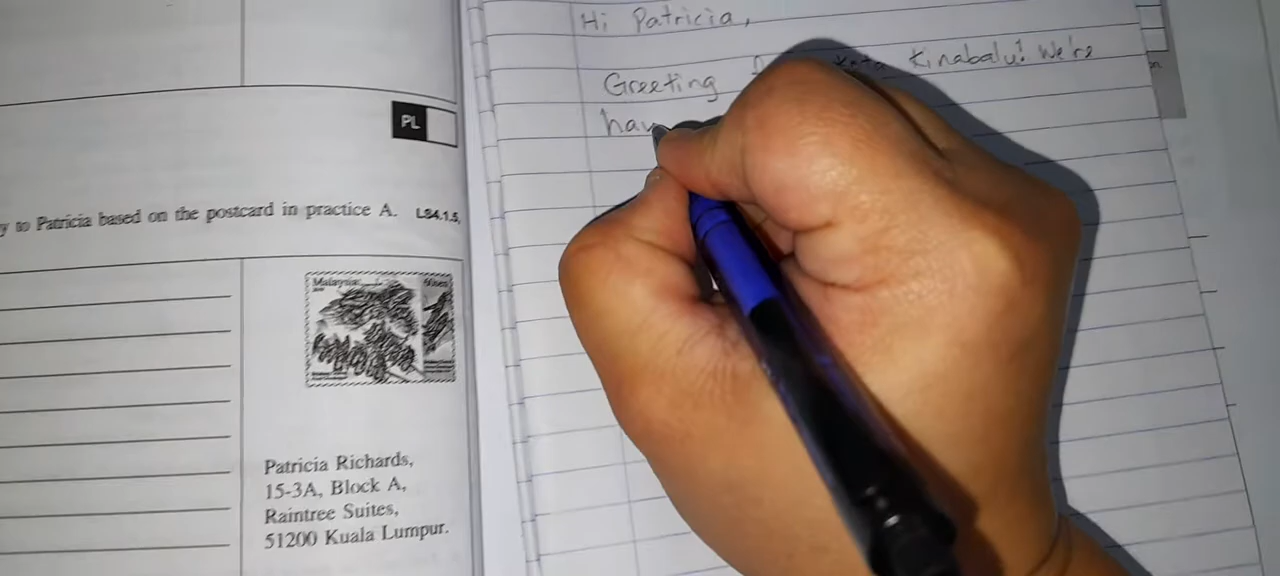 Hi Patricia,
Greeting Kota Kinabalu! We're
hav
PL
y to Patricia based on the postcard in practice A. LS4.1.5,
Malaysia
Patricia Richards,
15-3A, Block A,
Raintree Suites,
51200 Kuala Lumpur.